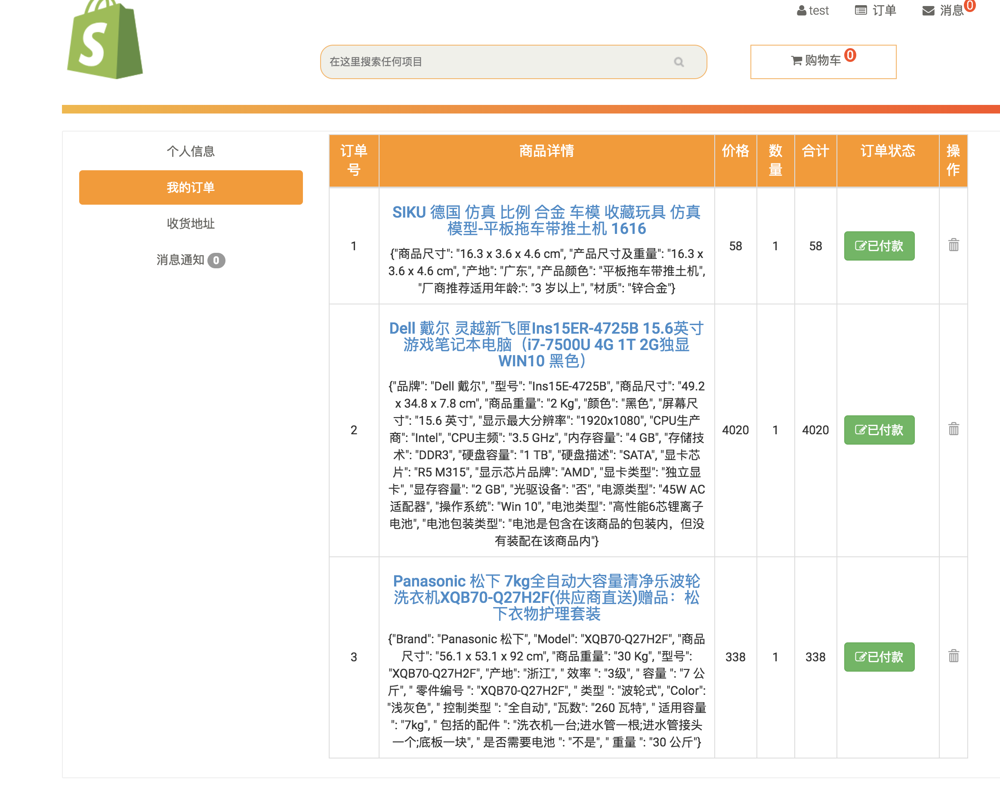 S
test 订单 消息 0
在这里搜索任何项目
购物车 0
个人信息
我的订单
收货地址
消息通知 0
订单
号
商品详情
价格
数
量
合计
订单状态
操
作
1
SIKU 德国 仿真 比例 合金 车模 收藏玩具 仿真
模型-平板拖车带推土机 1616
{"商品尺寸": "16.3 x 3.6 x 4.6 cm", "产品尺寸及重量": "16.3 x
3.6 x 4.6 cm", "产地": "广东", "产品颜色": "平板拖车带推土机",
"厂商推荐适用年龄:": "3 岁以上", "材质": "锌合金"}
58
1
58
已付款
2
Dell 戴尔 灵越新飞匣Ins15ER-4725B 15.6英寸
游戏笔记本电脑（i7-7500U 4G 1T 2G独显
WIN10 黑色）
{"品牌": "Dell 戴尔", "型号": "Ins15E-4725B", "商品尺寸": "49.2
x 34.8 x 7.8 cm", "商品重量": "2 Kg", "颜色": "黑色", "屏幕尺
寸": "15.6 英寸", "显示最大分辨率": "1920x1080", "CPU生产
商": "Intel", "CPU主频": "3.5 GHz", "内存容量": "4 GB", "存储技
术": "DDR3", "硬盘容量": "1 TB", "硬盘描述": "SATA", "显卡芯
片": "R5 M315", "显示芯片品牌": "AMD", "显卡类型": "独立显
卡", "显存容量": "2 GB", "光驱设备": "否", "电源类型": "45W AC
适配器", "操作系统": "Win 10", "电池类型": "高性能6芯锂离子
电池", "电池包装类型": "电池是包含在该商品的包装内，但没
有装配在该商品内"}
4020
1
4020
已付款
3
Panasonic 松下 7kg全自动大容量清净乐波轮
洗衣机XQB70-Q27H2F(供应商直送)赠品：松
下衣物护理套装
{"Brand": "Panasonic 松下", "Model": "XQB70-Q27H2F", "商品
尺寸": "56.1 x 53.1 x 92 cm", "商品重量": "30 Kg", "型号":
"XQB70-Q27H2F", "产地": "浙江", " 效率 ": "3级", " 容量 ": "7 公
斤", " 零件编号 ": "XQB70-Q27H2F", " 类型 ": "波轮式", "Color":
"浅灰色", " 控制类型 ": "全自动", "瓦数": "260 瓦特", " 适用容量
": "7kg", " 包括的配件 ": "洗衣机一台;进水管一根;进水管接头
一个;底板一块", " 是否需要电池 ": "不是", " 重量 ": "30 公斤"}
338
1
338
已付款